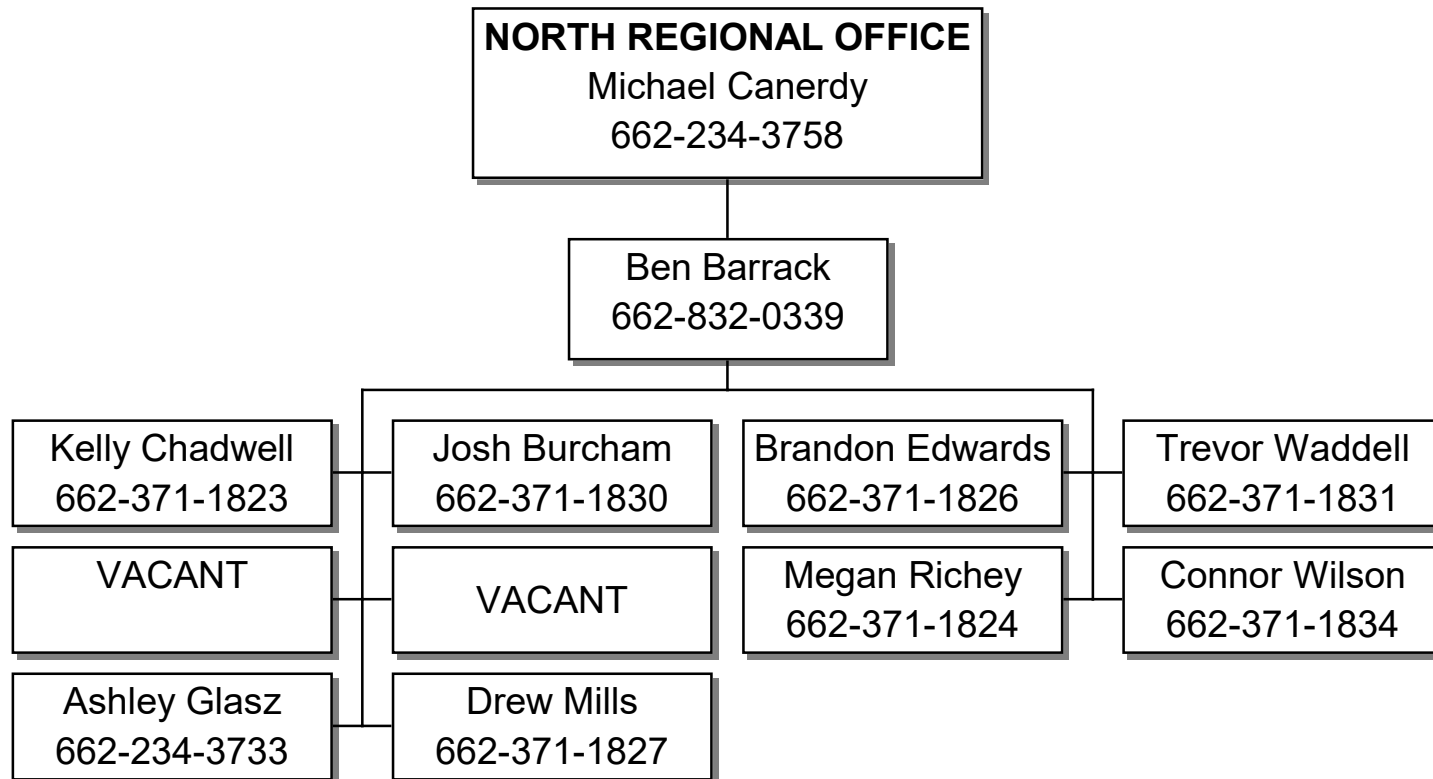 NORTH REGIONAL OFFICE
Michael Canerdy
662-234-3758
Ben Barrack
662-832-0339
Kelly Chadwell
662-371-1823
Josh Burcham
662-371-1830
Brandon Edwards
662-371-1826
Trevor Waddell
662-371-1831
VACANT
VACANT
Megan Richey
662-371-1824
Connor Wilson
662-371-1834
Ashley Glasz
662-234-3733
Drew Mills
662-371-1827